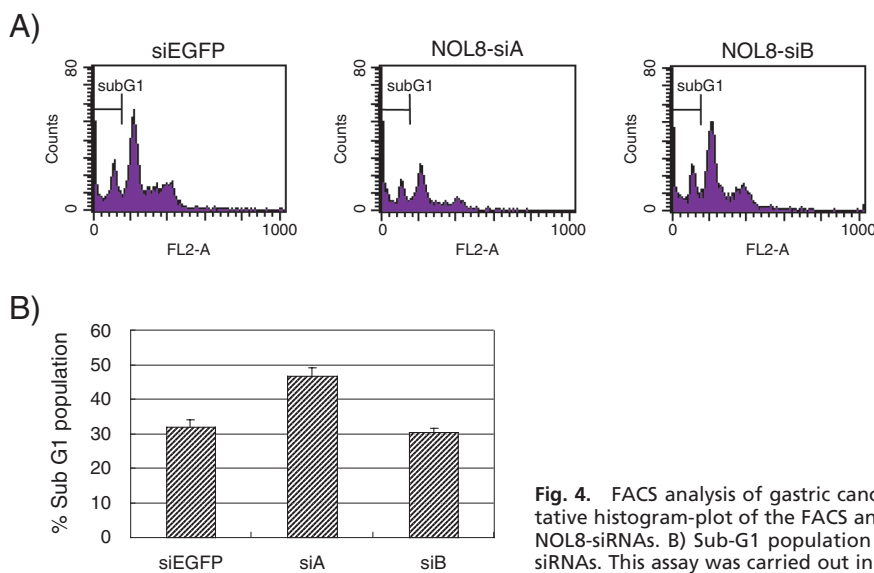 A)
siEGFP
NOL8-siA
NOL8-siB
80
subG1
Counts
0
0
1000
FL2-A
80
subG1
Counts
0
0
1000
FL2-A
80
subG1
Counts
0
0
1000
FL2-A
B)
% Sub G1 population
60
50
40
30
20
10
0
siEGFP
siA
siB
Fig. 4. FACS analysis of gastric canc
tative histogram-plot of the FACS an
NOL8-siRNAs. B) Sub-G1 population
siRNAs. This assay was carried out in